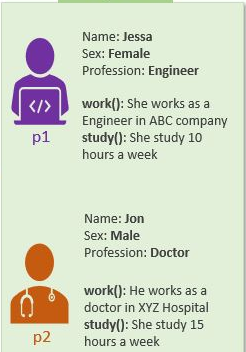 Name: Jessa
Sex: Female
Profession: Engineer
work(): She works as a
Engineer in ABC company
study(): She study 10
hours a week
</>
p1
Name: Jon
Sex: Male
Profession: Doctor
work(): He works as a
doctor in XYZ Hospital
study(): She study 15
hours a week
p2